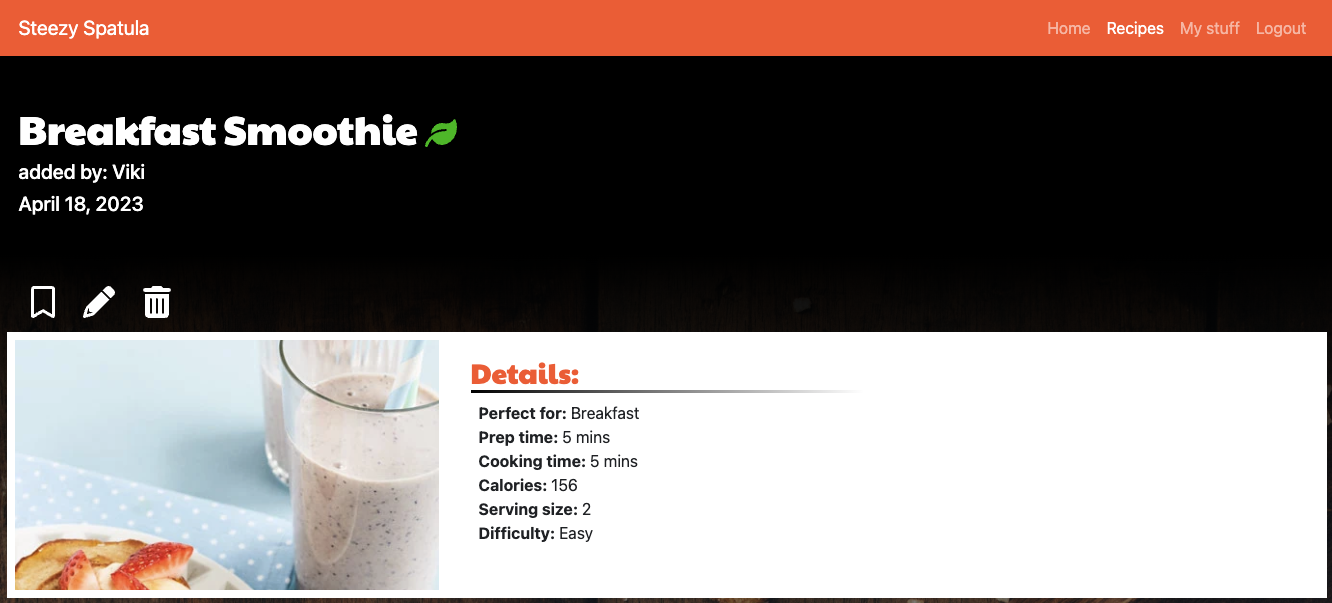 Steezy Spatula
Home Recipes My stuff Logout
Breakfast Smoothie
added by: Viki
April 18, 2023
Details:
Perfect for: Breakfast
Prep time: 5 mins
Cooking time: 5 mins
Calories: 156
Serving size: 2
Difficulty: Easy